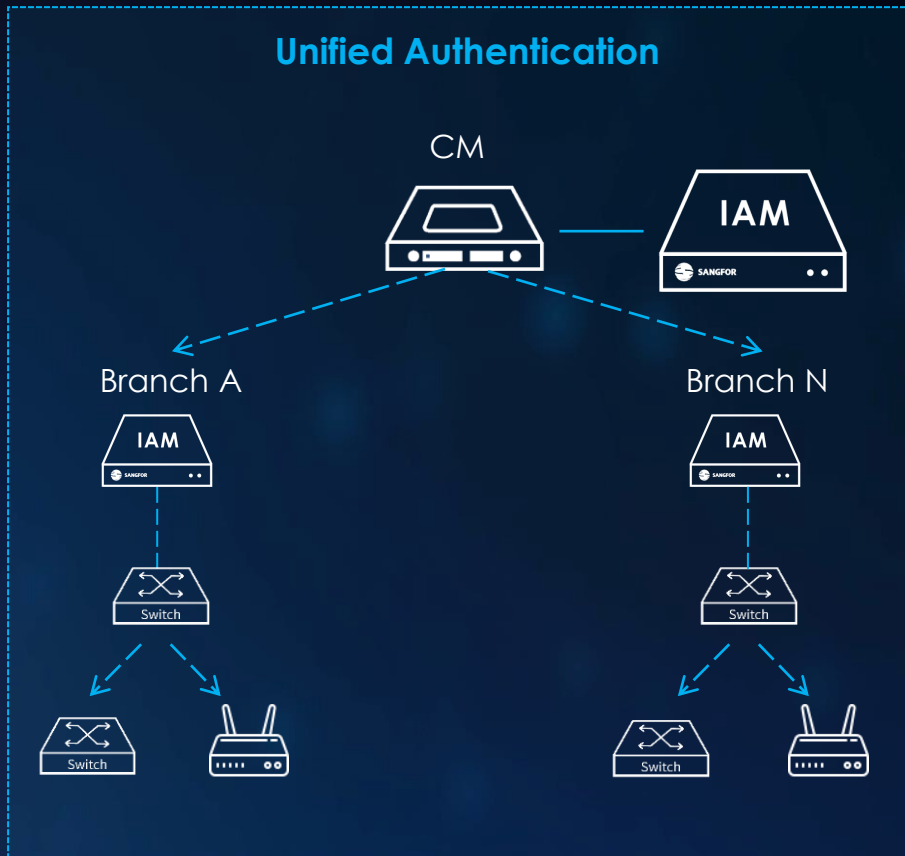 Unified Authentication
CM
IAM
SANGFOR
Branch A
Branch N
IAM
SANGFOR
IAM
SANGFOR
Switch
Switch
Switch
Switch